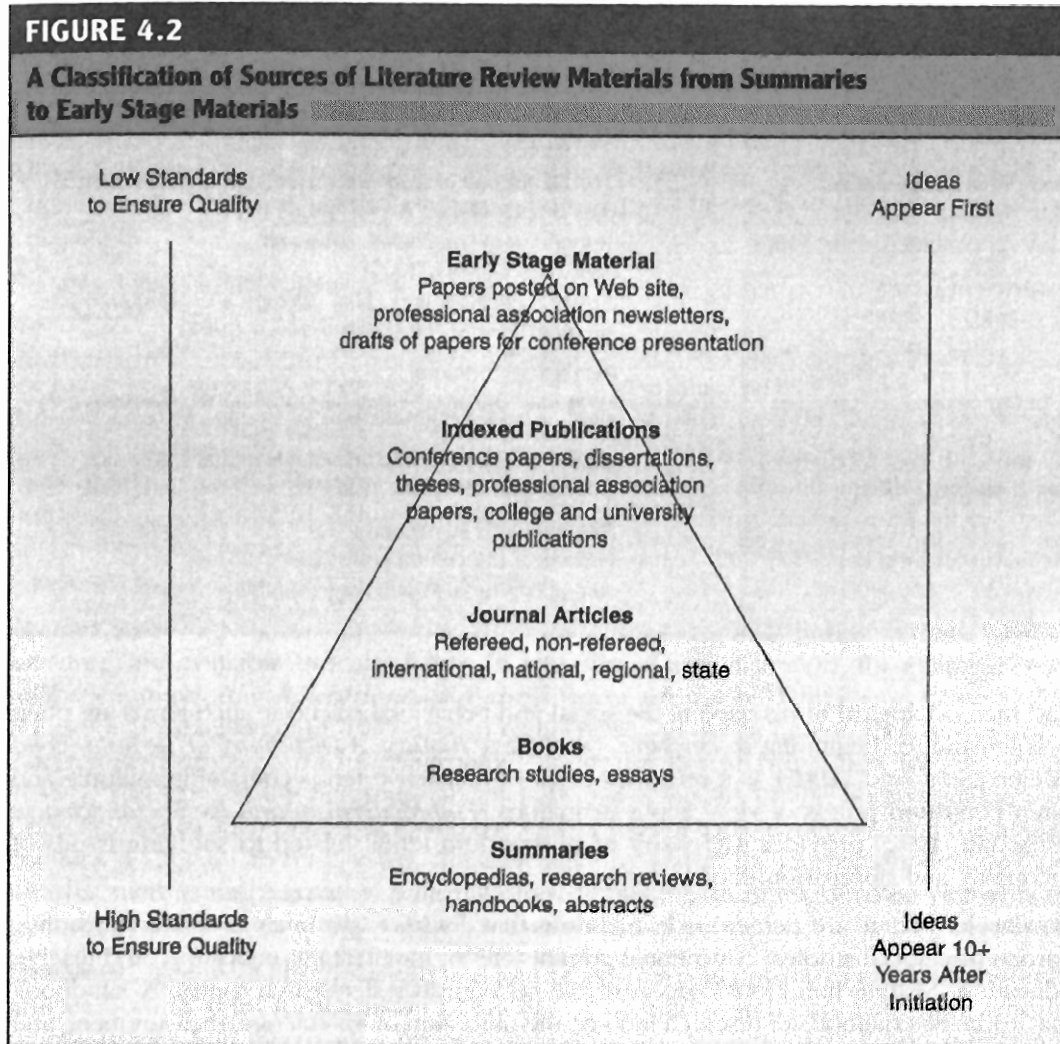 FIGURE 4.2
A Classification of Sources of Literature Review Materials from Summaries
to Early Stage Materials
Low Standards
to Ensure Quality
Ideas
Appear First
Early Stage Material
Papers posted on Web site,
professional association newsletters,
drafts of papers for conference presentation
Indexed Publications
Conference papers, dissertations,
theses, professional association
papers, college and university
publications
Journal Articles
Refereed, non-refereed,
international, national, regional, state
Books
Research studies, essays
Summaries
Encyclopedias, research reviews,
handbooks, abstracts
High Standards
to Ensure Quality
Ideas
Appear 10+
Years After
Initiation